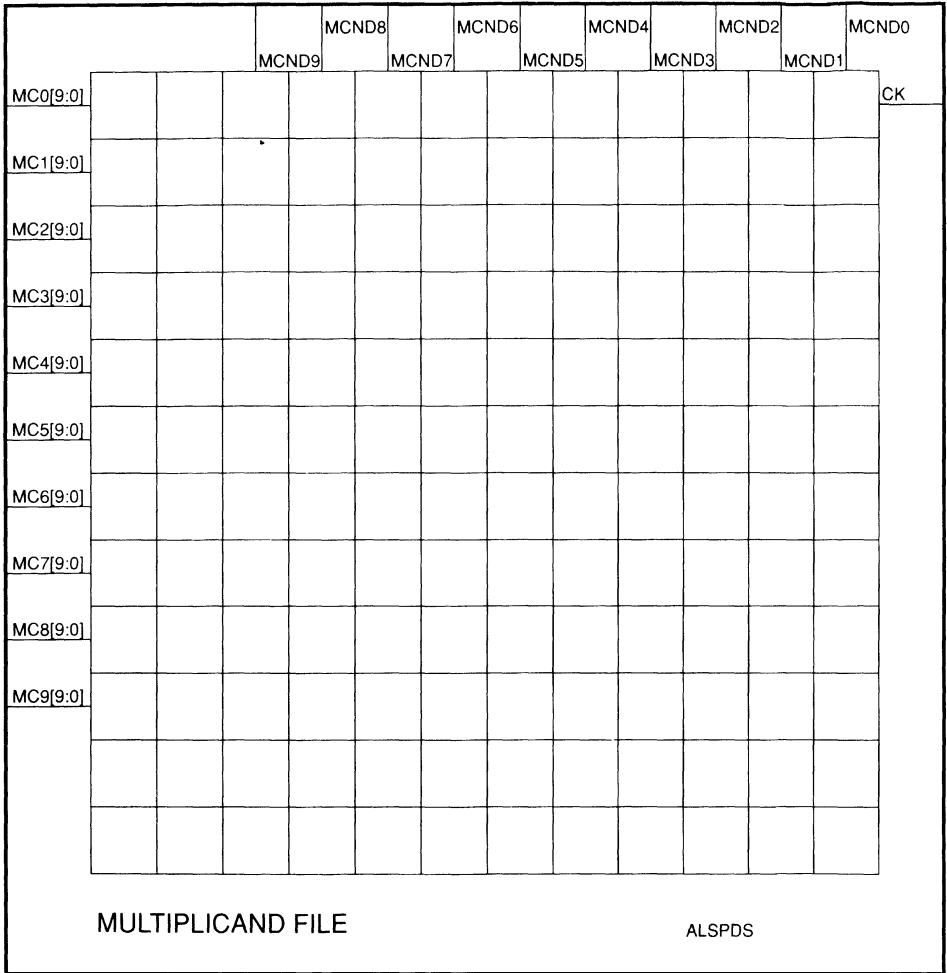 MCND8 MCND6 MCND4 MCND2 MCND0
MCND9 MCND7 MCND5 MCND3 MCND1
MC0[9:0] CK
MC1[9:0]
MC2[9:0]
MC3[9:0]
MC4[9:0]
MC5[9:0]
MC6[9:0]
MC7[9:0]
MC8[9:0]
MC9[9:0]
MULTIPLICAND FILE ALSPDS